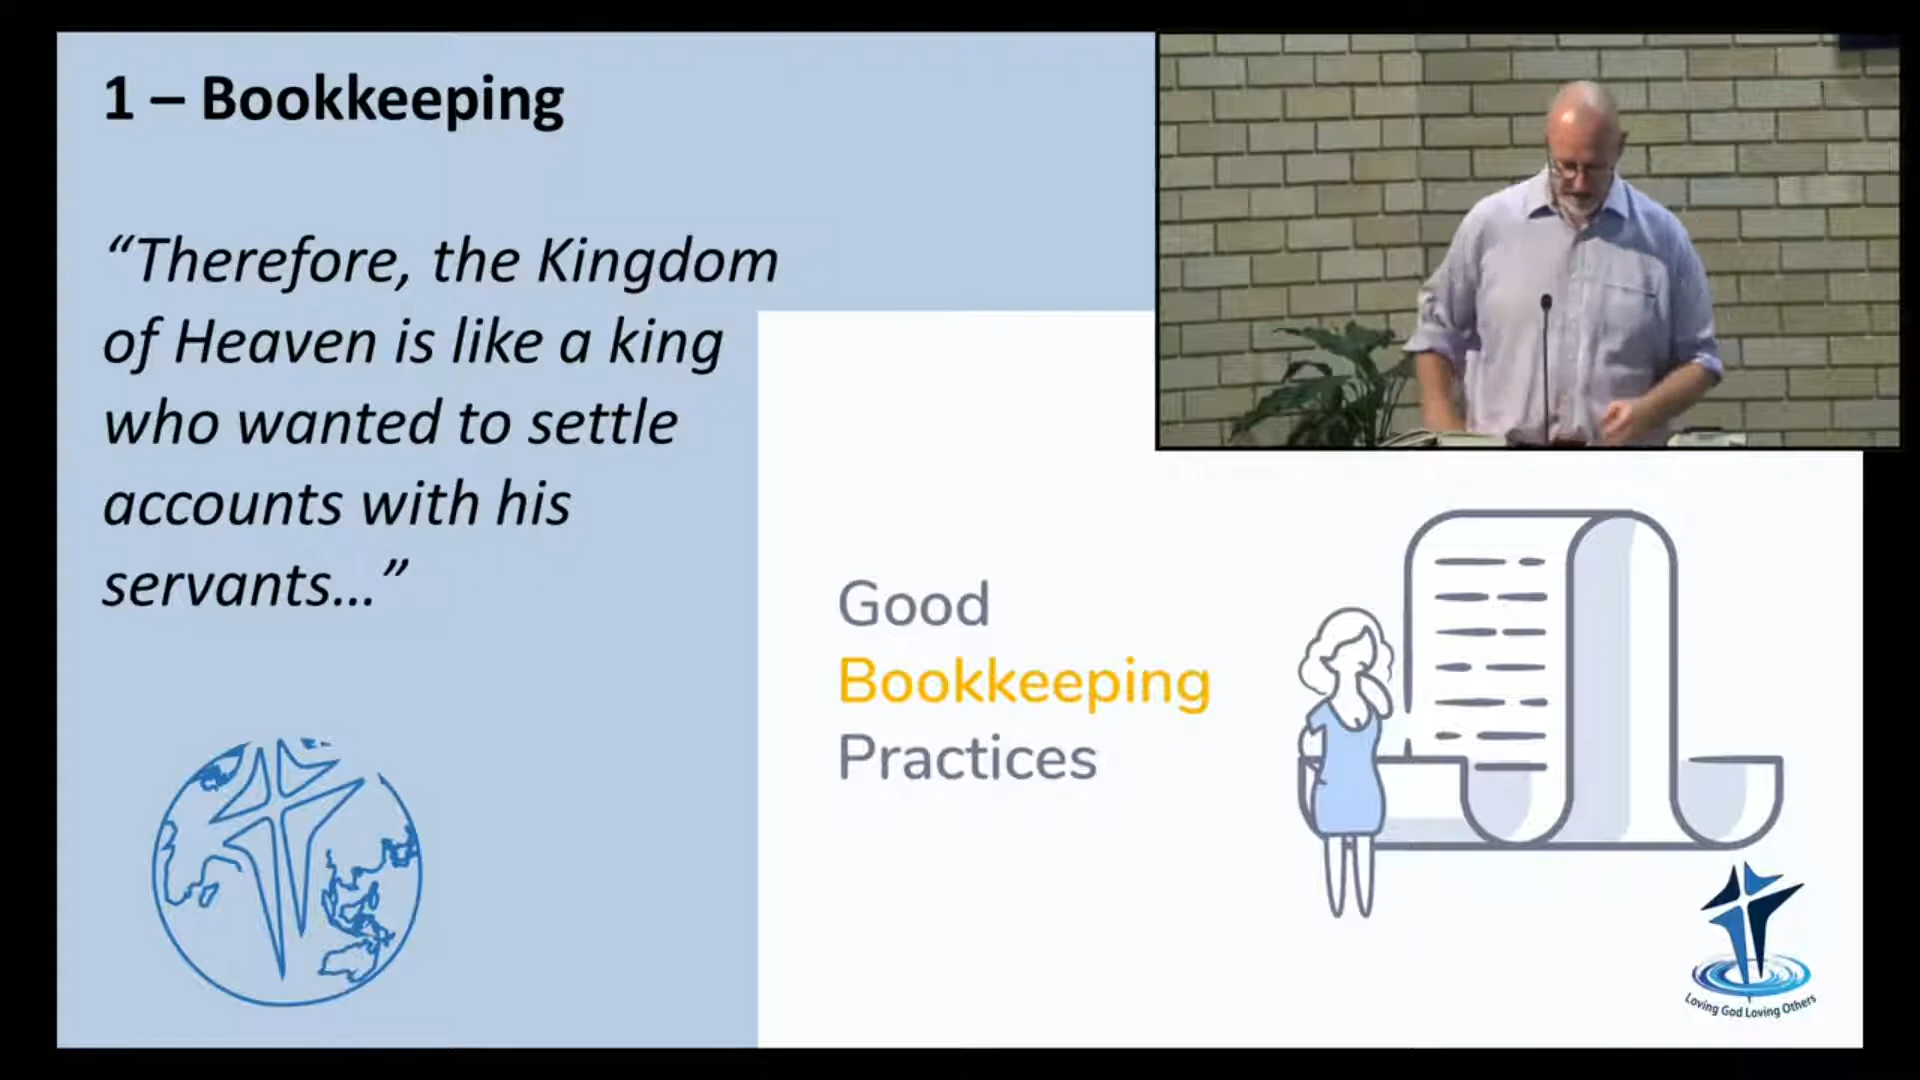 1 – Bookkeeping
“Therefore, the Kingdom
of Heaven is like a king
who wanted to settle
accounts with his
servants…”
Good
Bookkeeping
Practices
Loving God Loving Others